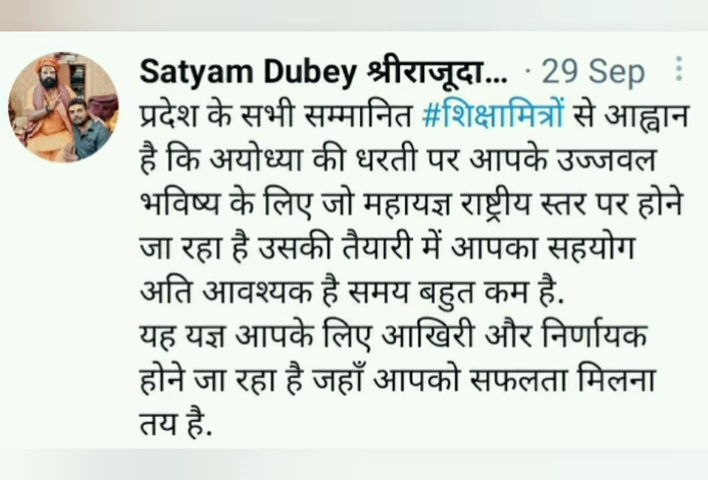 Satyam Dubey श्रीराजूदा... · 29 Sep
प्रदेश के सभी सम्मानित #शिक्षामित्रों से आह्वान
है कि अयोध्या की धरती पर आपके उज्जवल
भविष्य के लिए जो महायज्ञ राष्ट्रीय स्तर पर होने
जा रहा है उसकी तैयारी में आपका सहयोग
अति आवश्यक है समय बहुत कम है.
यह यज्ञ आपके लिए आखिरी और निर्णायक
होने जा रहा है जहाँ आपको सफलता मिलना
तय है.